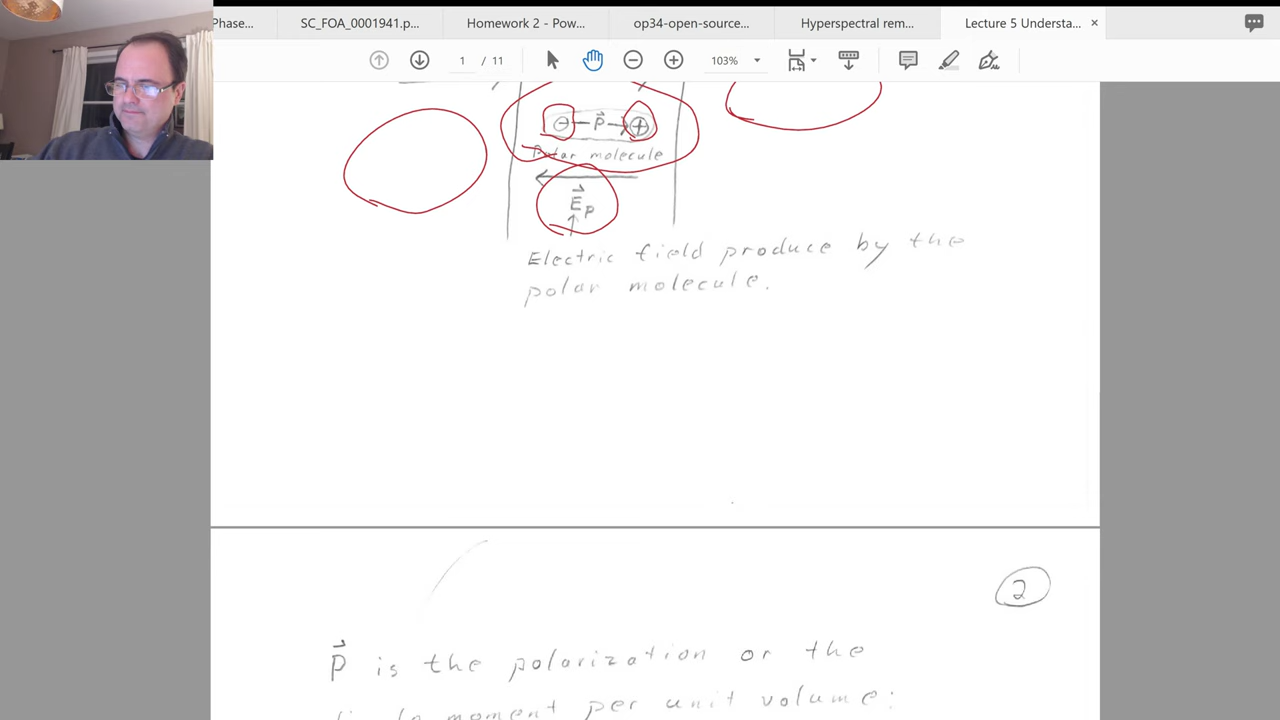 Phase...
SC_FOA_0001941.p...
Homework 2 - Pow...
op34-open-source...
Hyperspectral rem...
Lecture 5 Understa...
1 / 11
103%
⊖ — P⃗ → ⊕
Polar molecule
E⃗p
Electric field produce by the
polar molecule.
2
P⃗ is the polarization or the
moment per unit volume: